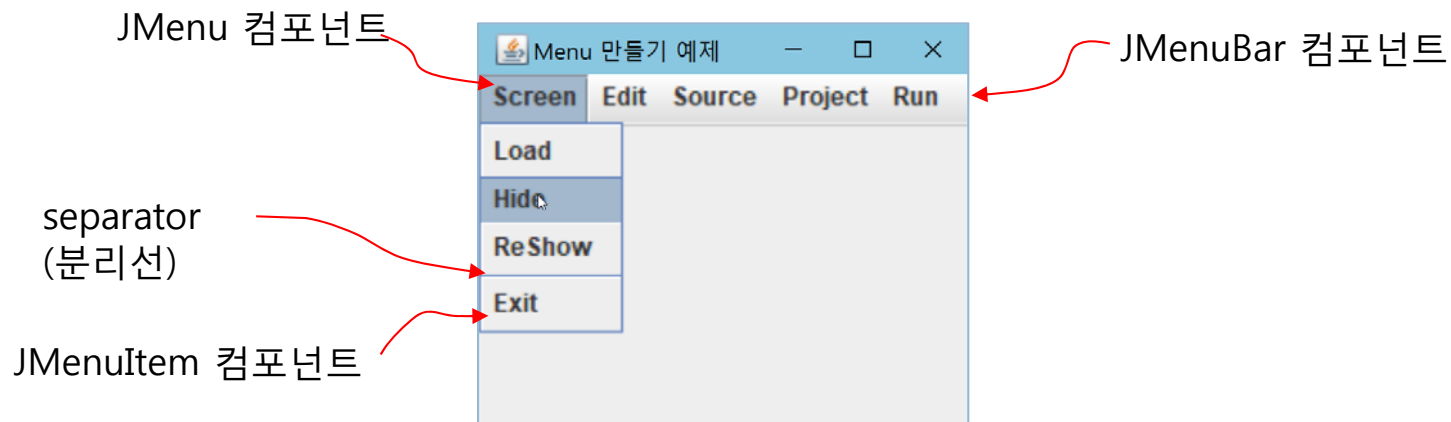 JMenu 컴포넌트
Menu 만들기 예제
JMenuBar 컴포넌트
Screen Edit Source Project Run
Load
Hide
ReShow
separator
(분리선)
Exit
JMenuItem 컴포넌트